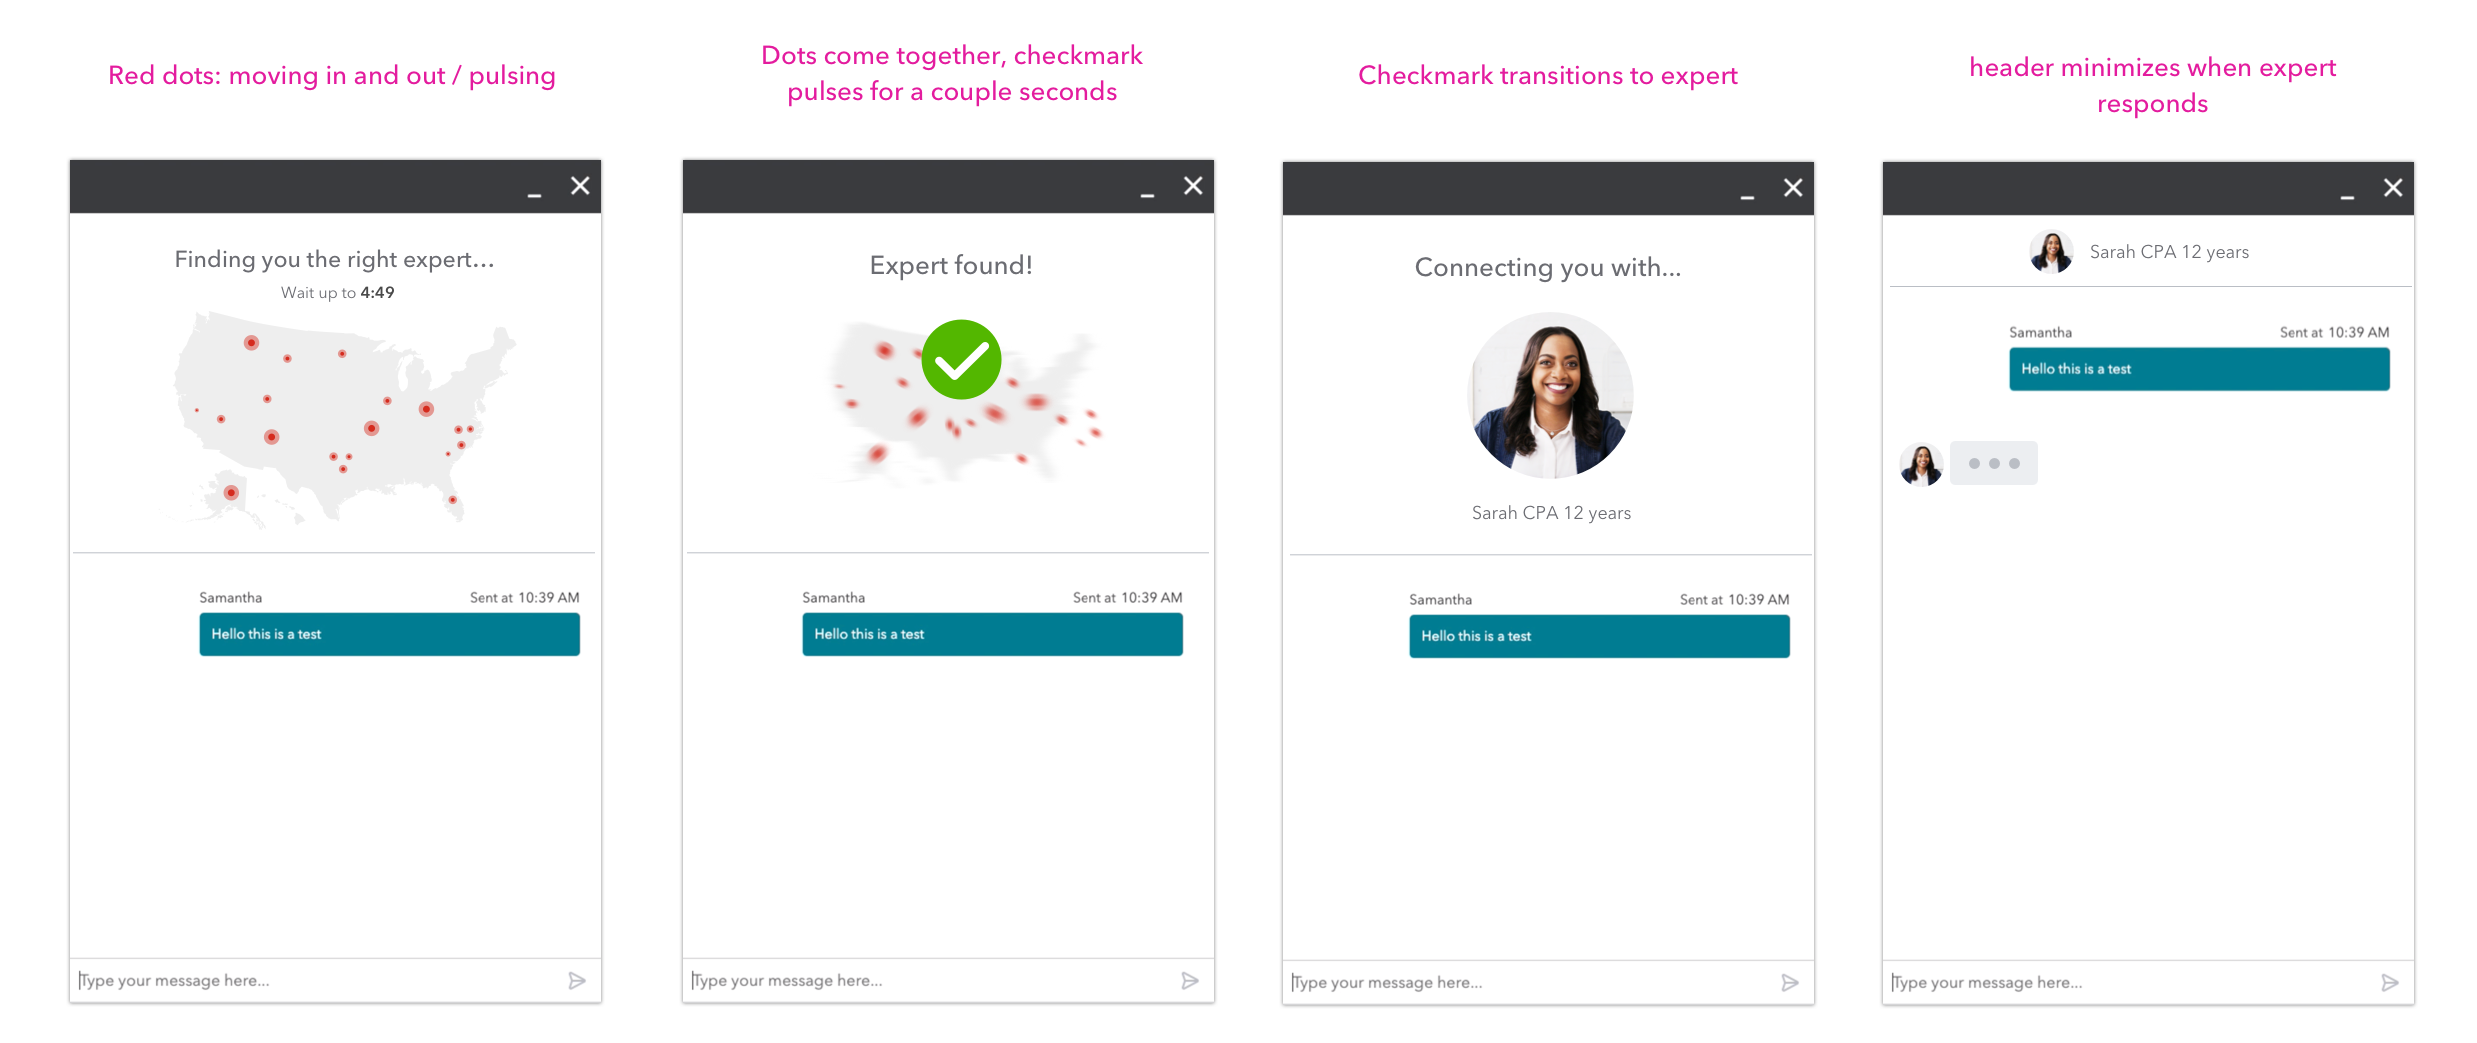 Red dots: moving in and out / pulsing
Dots come together, checkmark
pulses for a couple seconds
Checkmark transitions to expert
header minimizes when expert
responds
Finding you the right expert...
Wait up to 4:49
Samantha Sent at 10:39 AM
Hello this is a test
Type your message here...
Expert found!
Samantha Sent at 10:39 AM
Hello this is a test
Type your message here...
Connecting you with...
Sarah CPA 12 years
Samantha Sent at 10:39 AM
Hello this is a test
Type your message here...
Sarah CPA 12 years
Samantha Sent at 10:39 AM
Hello this is a test
Type your message here...